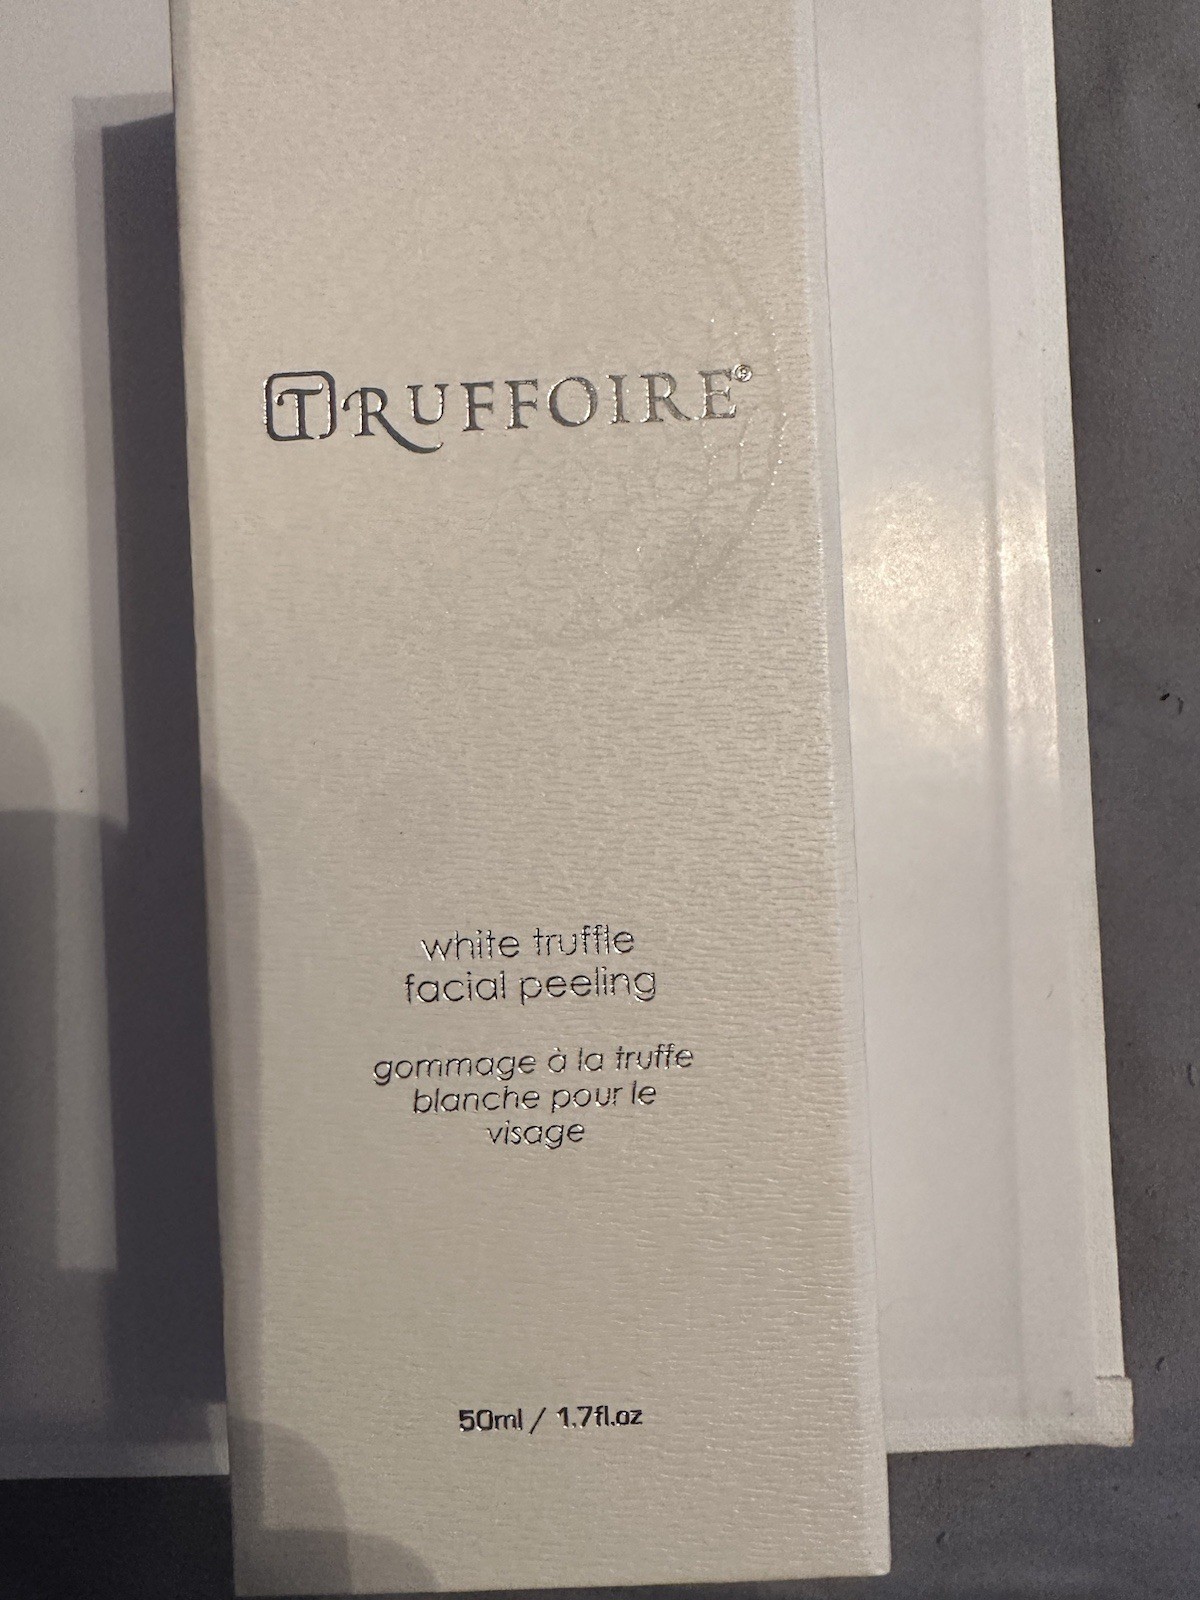 TRUFFOIRE®
white truffle
facial peeling
gommage à la truffe
blanche pour le
visage
50ml / 1.7fl.oz